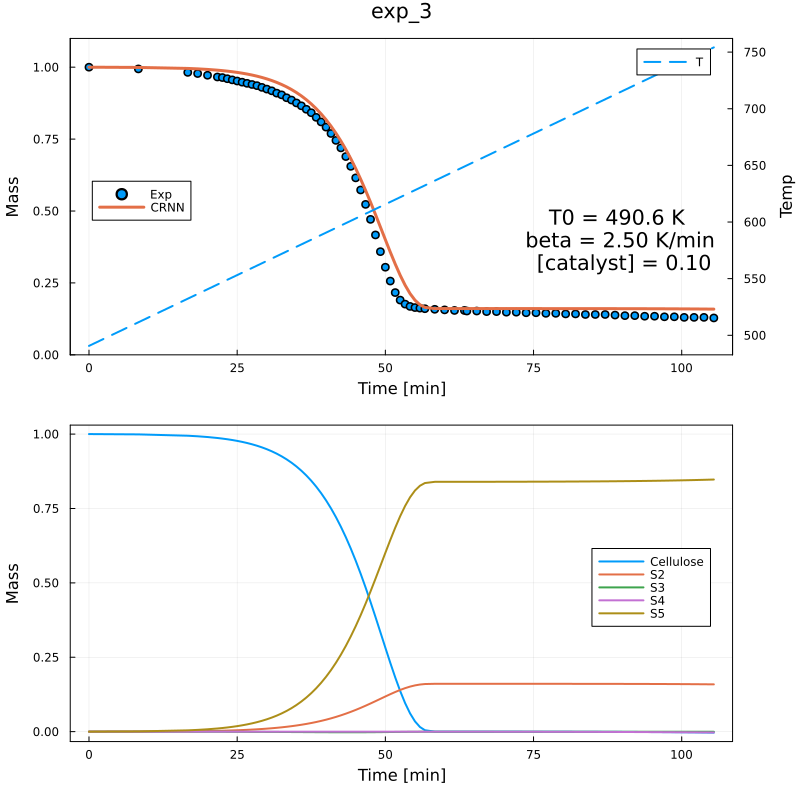 exp_3
1.00
0.75
0.50
0.25
0.00
Mass
750
700
650
600
550
500
Temp
T
Exp
CRNN
T0 = 490.6 K
beta = 2.50 K/min
[catalyst] = 0.10
0 25 50 75 100
Time [min]
1.00
0.75
0.50
0.25
0.00
Mass
Cellulose
S2
S3
S4
S5
0 25 50 75 100
Time [min]